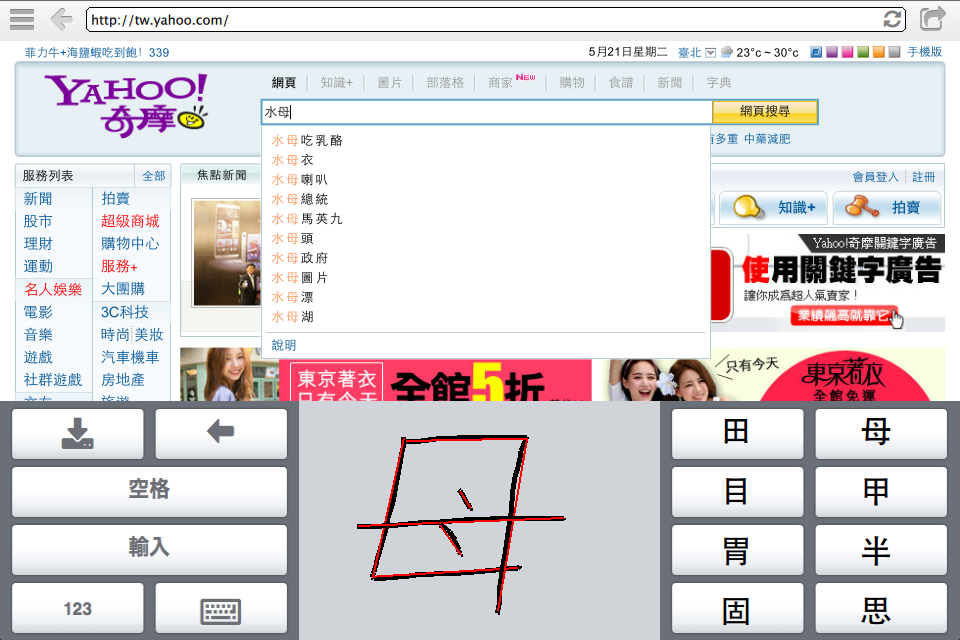 http://tw.yahoo.com/
菲力牛+海鹽蝦吃到飽! 339
5月21日星期二 臺北 23°c ~ 30°c 手機版
YAHOO!
奇摩
網頁 知識+ 圖片 部落格 商家 NEW 購物 食譜 新聞 字典
水母
網頁搜尋
水母吃乳酪
水母衣
水母喇叭
水母總統
水母馬英九
水母頭
水母政府
水母圖片
水母漂
水母湖
說明
有多重 中藥減肥
服務列表 全部
新聞 拍賣
股市 超級商城
理財 購物中心
運動 服務+
名人娛樂 大團購
電影 3C科技
音樂 時尚 美妝
遊戲 汽車機車
社群遊戲 房地產
焦點新聞
會員登入 註冊
知識+ 拍賣
Yahoo!奇摩關鍵字廣告
使用關鍵字廣告
讓你成爲超人氣賣家!
業績飆高就靠它
東京著衣
只有今天
全館5折
只有今天
東京著衣
全館免運
空格
輸入
123
母
田 母
目 甲
胃 半
固 思